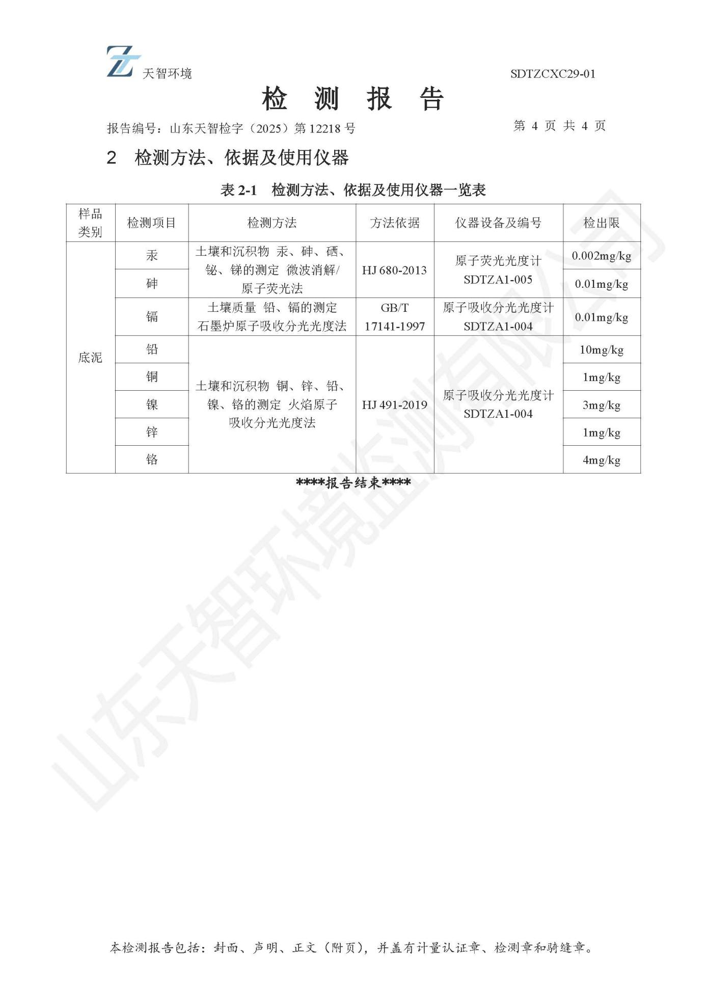 天智环境
SDTZCXC29-01
检 测 报 告
报告编号：山东天智检字（2025）第 12218 号
第 4 页 共 4 页
2 检测方法、依据及使用仪器
表 2-1 检测方法、依据及使用仪器一览表
样品
类别
检测项目
检测方法
方法依据
仪器设备及编号
检出限
底泥
汞
土壤和沉积物 汞、砷、硒、
铋、锑的测定 微波消解/
原子荧光法
HJ 680-2013
原子荧光光度计
SDTZA1-005
0.002mg/kg
砷
0.01mg/kg
镉
土壤质量 铅、镉的测定
石墨炉原子吸收分光光度法
GB/T
17141-1997
原子吸收分光光度计
SDTZA1-004
0.01mg/kg
铅
土壤和沉积物 铜、锌、铅、
镍、铬的测定 火焰原子
吸收分光光度法
HJ 491-2019
原子吸收分光光度计
SDTZA1-004
10mg/kg
铜
1mg/kg
镍
3mg/kg
锌
1mg/kg
铬
4mg/kg
****报告结束****
山东天智环境监测有限公司
本检测报告包括：封面、声明、正文（附页），并盖有计量认证章、检测章和骑缝章。